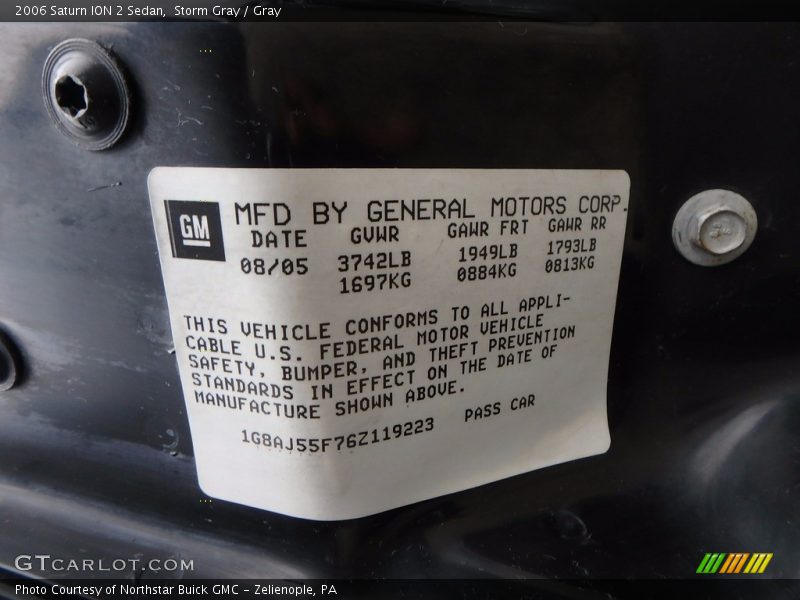 2006 Saturn ION 2 Sedan, Storm Gray / Gray
GM
MFD BY GENERAL MOTORS CORP.
DATE GVWR GAWR FRT GAWR RR
08/05 3742LB 1949LB 1793LB
1697KG 0884KG 0813KG
THIS VEHICLE CONFORMS TO ALL APPLI-
CABLE U.S. FEDERAL MOTOR VEHICLE
SAFETY, BUMPER, AND THEFT PREVENTION
STANDARDS IN EFFECT ON THE DATE OF
MANUFACTURE SHOWN ABOVE.
1G8AJ55F76Z119223 PASS CAR
GTCARLOT.COM
Photo Courtesy of Northstar Buick GMC - Zelienople, PA